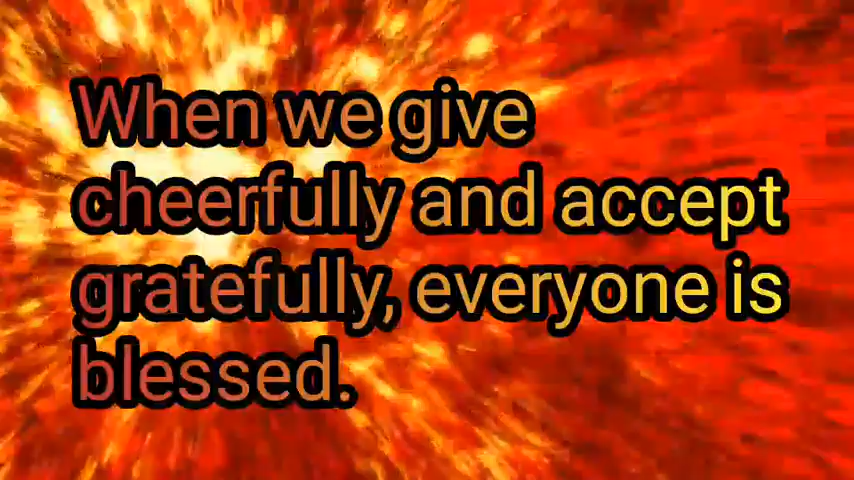 When we give
cheerfully and accept
gratefully, everyone is
blessed.